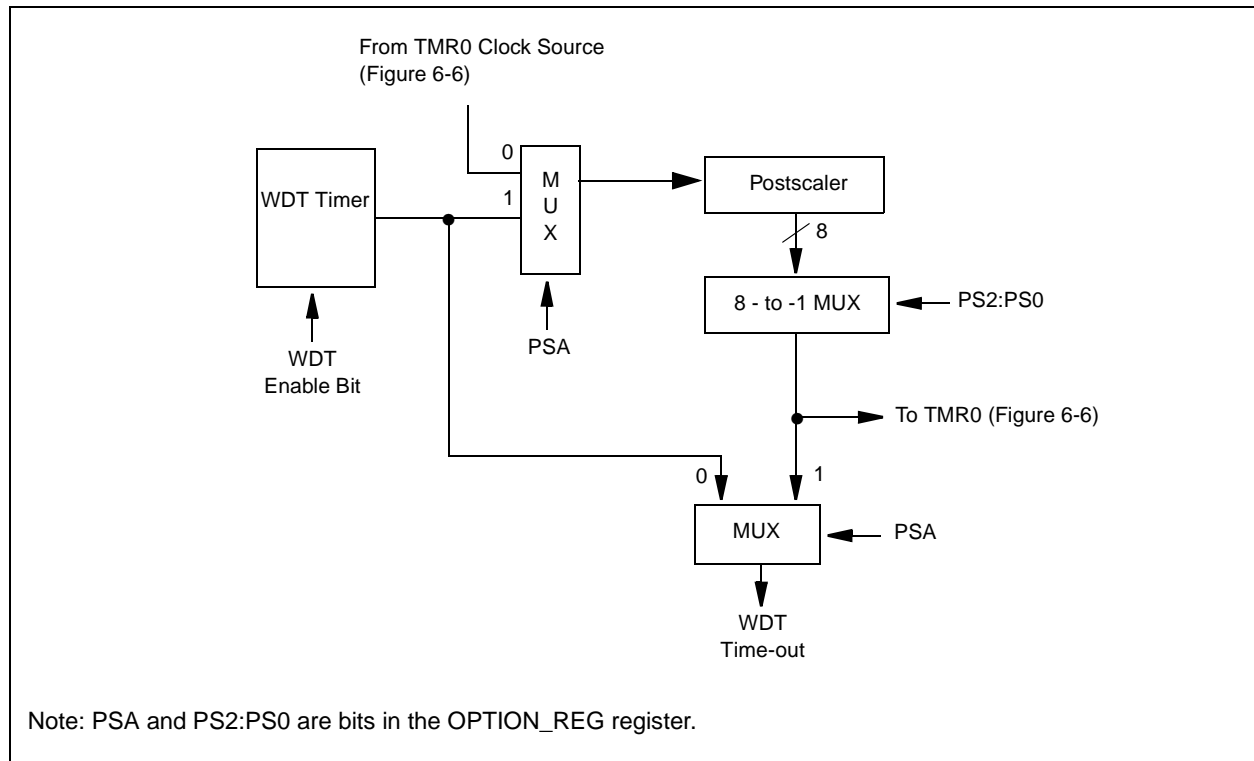 From TMR0 Clock Source
(Figure 6-6)
0
1
M
U
X
WDT Timer
Postscaler
8
8 - to -1 MUX
PS2:PS0
PSA
WDT
Enable Bit
To TMR0 (Figure 6-6)
0
1
MUX
PSA
WDT
Time-out
Note: PSA and PS2:PS0 are bits in the OPTION_REG register.